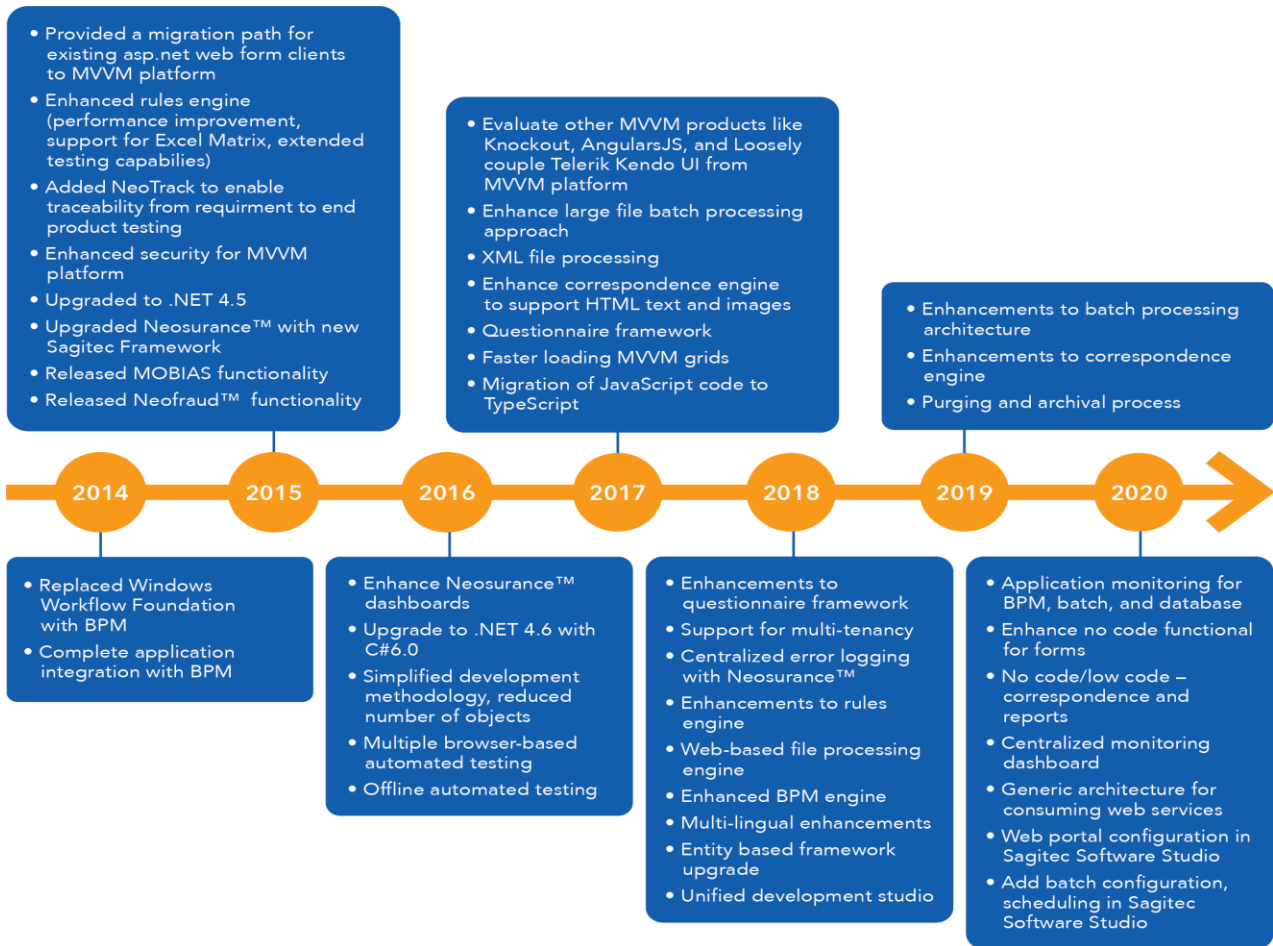 • Provided a migration path for
existing asp.net web form clients
to MVVM platform
• Enhanced rules engine
(performance improvement,
support for Excel Matrix, extended
testing capabilies)
• Added NeoTrack to enable
traceability from requirment to end
product testing
• Enhanced security for MVVM
platform
• Upgraded to .NET 4.5
• Upgraded Neosurance™ with new
Sagitec Framework
• Released MOBIAS functionality
• Released Neofraud™ functionality
• Evaluate other MVVM products like
Knockout, AngularsJS, and Loosely
couple Telerik Kendo UI from
MVVM platform
• Enhance large file batch processing
approach
• XML file processing
• Enhance correspondence engine
to support HTML text and images
• Questionnaire framework
• Faster loading MVVM grids
• Migration of JavaScript code to
TypeScript
• Enhancements to batch processing
architecture
• Enhancements to correspondence
engine
• Purging and archival process
2014
2015
2016
2017
2018
2019
2020
• Replaced Windows
Workflow Foundation
with BPM
• Complete application
integration with BPM
• Enhance Neosurance™
dashboards
• Upgrade to .NET 4.6 with
C#6.0
• Simplified development
methodology, reduced
number of objects
• Multiple browser-based
automated testing
• Offline automated testing
• Enhancements to
questionnaire framework
• Support for multi-tenancy
• Centralized error logging
with Neosurance™
• Enhancements to rules
engine
• Web-based file processing
engine
• Enhanced BPM engine
• Multi-lingual enhancements
• Entity based framework
upgrade
• Unified development studio
• Application monitoring for
BPM, batch, and database
• Enhance no code functional
for forms
• No code/low code –
correspondence and
reports
• Centralized monitoring
dashboard
• Generic architecture for
consuming web services
• Web portal configuration in
Sagitec Software Studio
• Add batch configuration,
scheduling in Sagitec
Software Studio